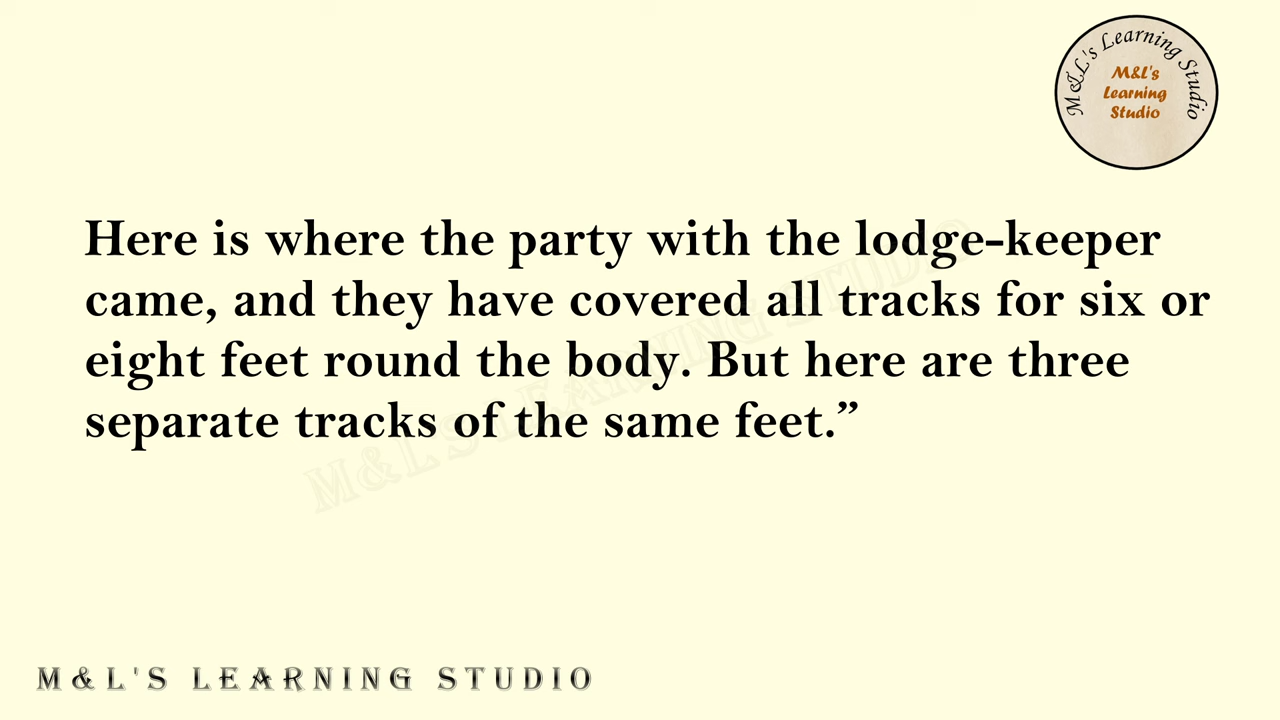 M&L's Learning Studio
M&L's
Learning
Studio
Here is where the party with the lodge-keeper
came, and they have covered all tracks for six or
eight feet round the body. But here are three
separate tracks of the same feet.”
M&L'S LEARNING STUDIO
M&L'S LEARNING STUDIO